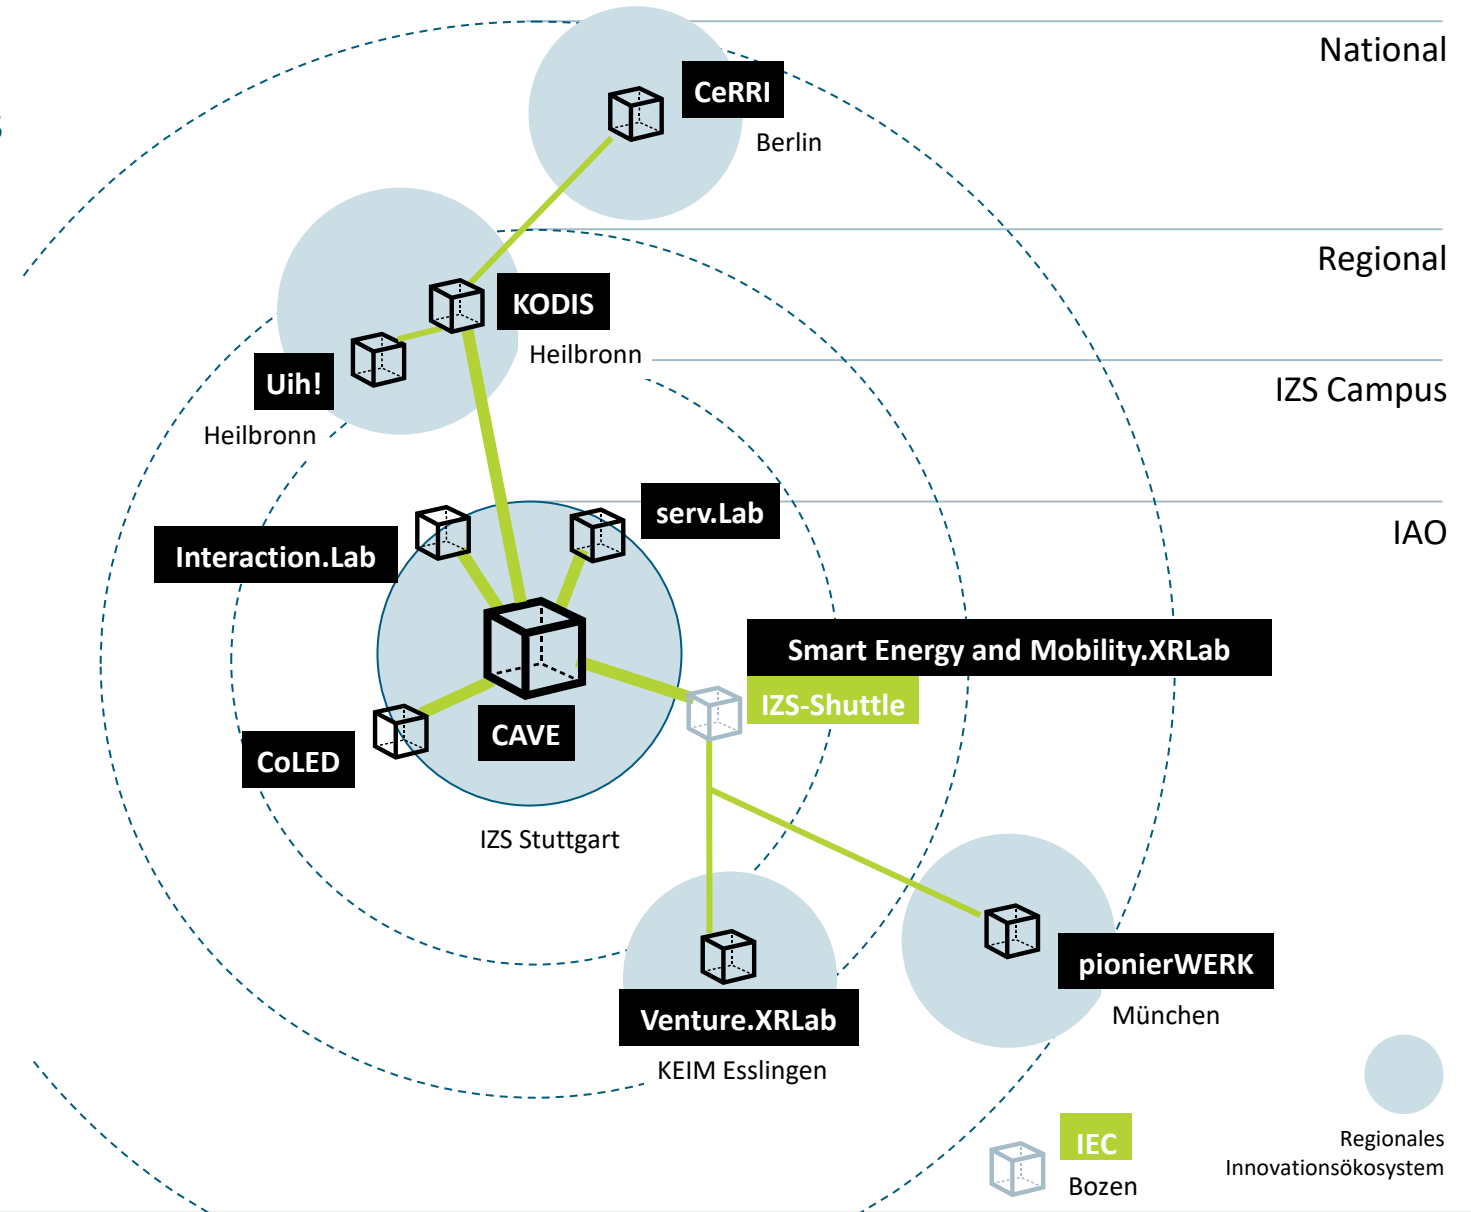 National
CeRRI
Berlin
Regional
KODIS
Heilbronn
Uih!
Heilbronn
IZS Campus
serv.Lab
IAO
Interaction.Lab
Smart Energy and Mobility.XRLab
IZS-Shuttle
CAVE
CoLED
IZS Stuttgart
pionierWERK
München
Venture.XRLab
KEIM Esslingen
IEC
Bozen
Regionales
Innovationsökosystem